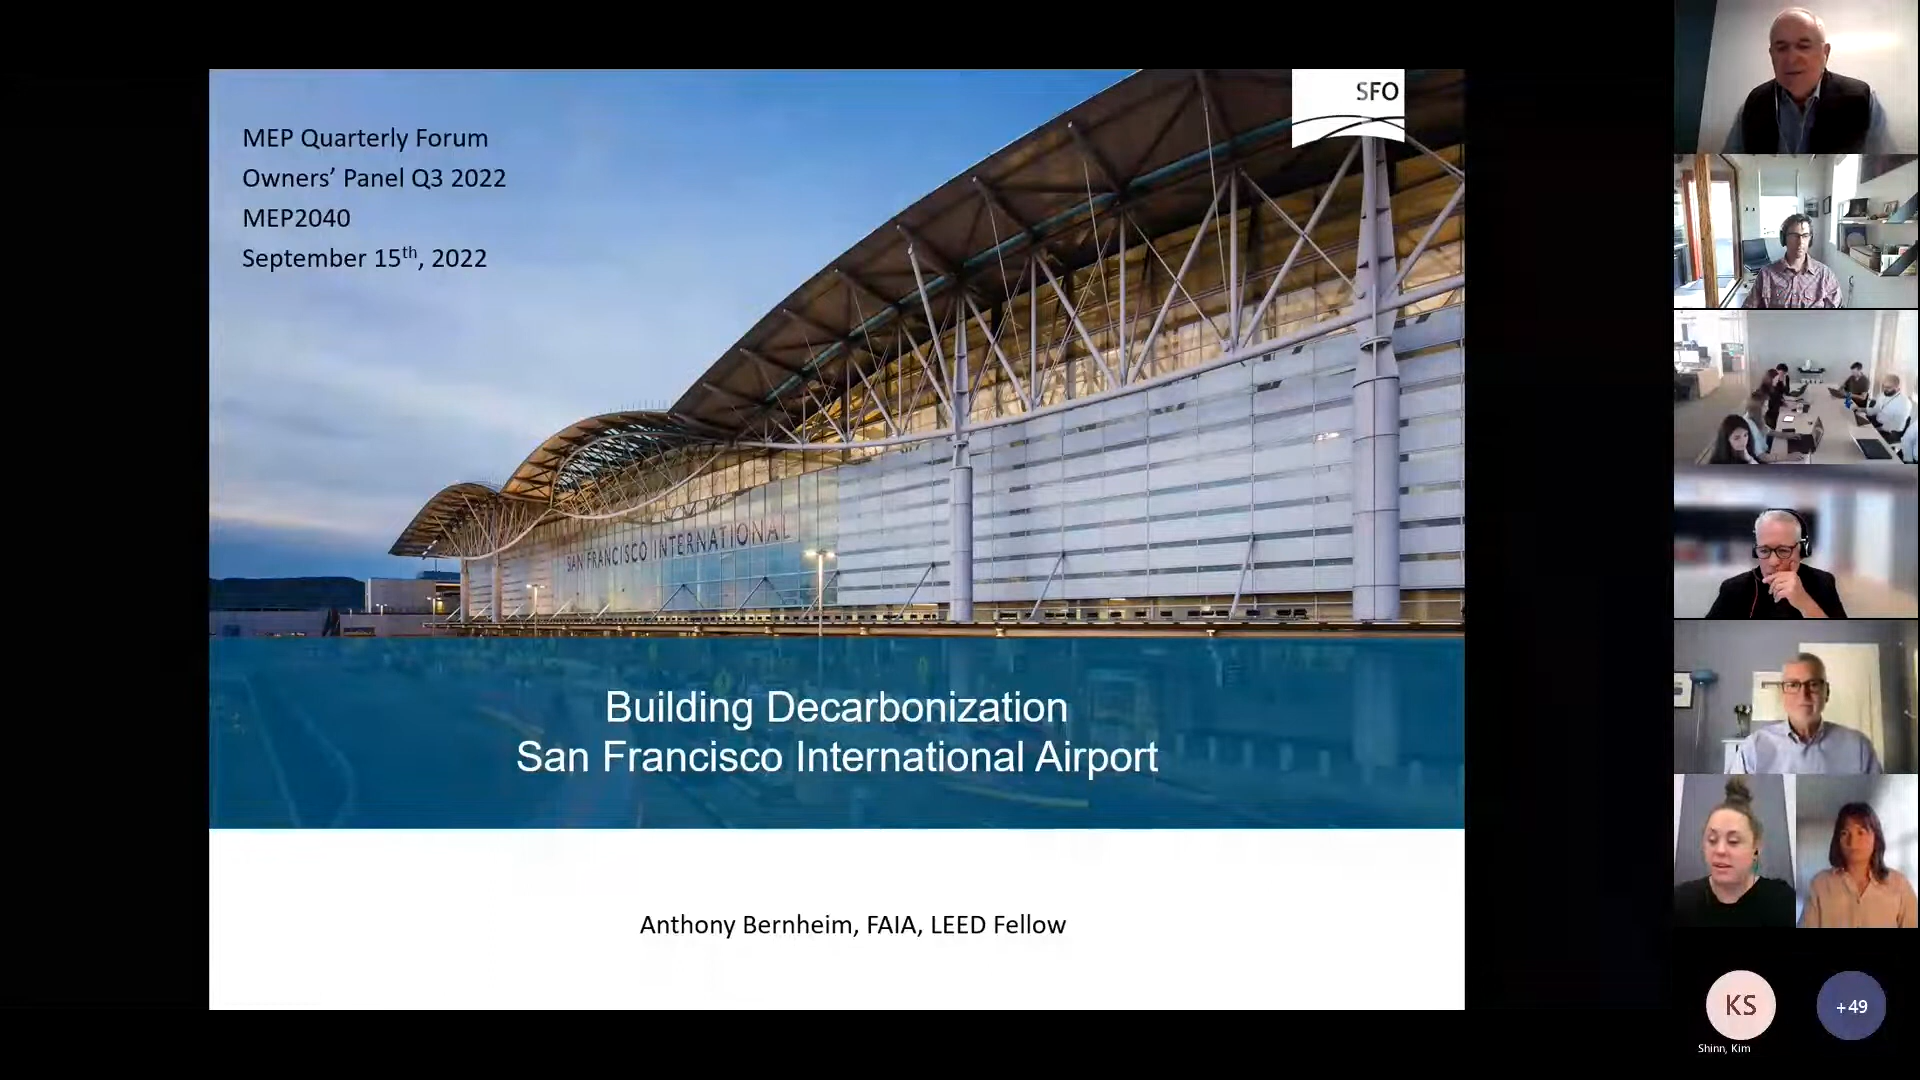 MEP Quarterly Forum
Owners’ Panel Q3 2022
MEP2040
September 15th, 2022
SFO
SAN FRANCISCO INTERNATIONAL
Building Decarbonization
San Francisco International Airport
Anthony Bernheim, FAIA, LEED Fellow
KS
+49
Shinn, Kim